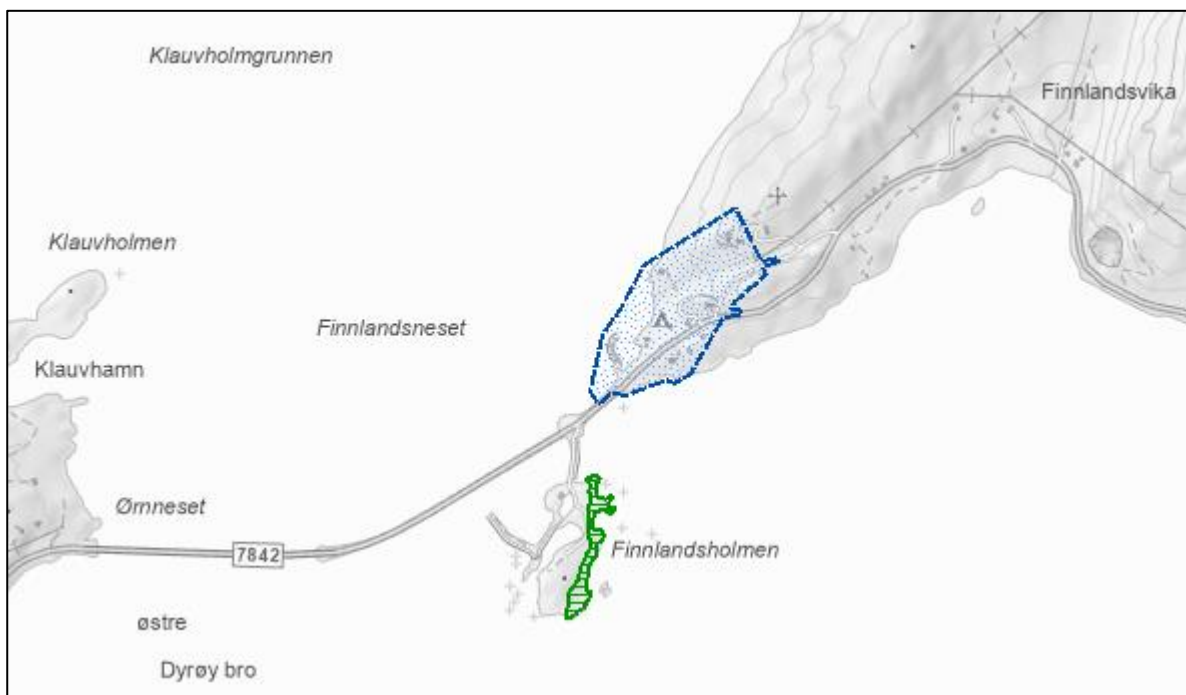 Klauvholmgrunnen
Finnlandsvika
Klauvholmen
Finnlandsneset
Klauvhamn
Ørnneset
7842
Finnlandsholmen
østre
Dyrøy bro